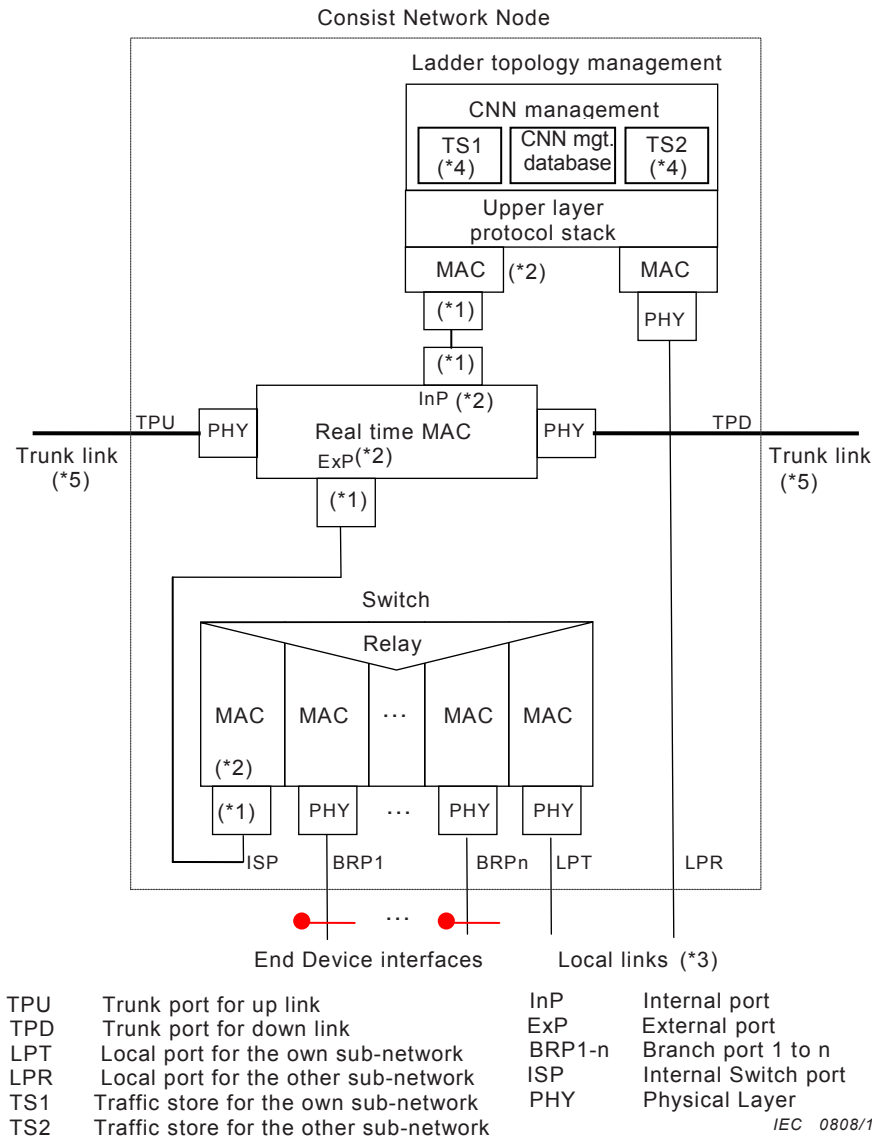 Consist Network Node
Ladder topology management
CNN management
TS1
(*4)
CNN mgt.
database
TS2
(*4)
Upper layer
protocol stack
MAC
(*2)
MAC
(*1)
PHY
(*1)
InP (*2)
TPU
PHY
Real time MAC
PHY
TPD
ExP(*2)
Trunk link
(*5)
Trunk link
(*5)
(*1)
Switch
Relay
MAC
(*2)
MAC
...
MAC
MAC
(*1)
PHY
...
PHY
PHY
ISP
BRP1
BRPn
LPT
LPR
...
End Device interfaces
Local links (*3)
TPU Trunk port for up link
TPD Trunk port for down link
LPT Local port for the own sub-network
LPR Local port for the other sub-network
TS1 Traffic store for the own sub-network
TS2 Traffic store for the other sub-network
InP Internal port
ExP External port
BRP1-n Branch port 1 to n
ISP Internal Switch port
PHY Physical Layer
IEC 0808/1